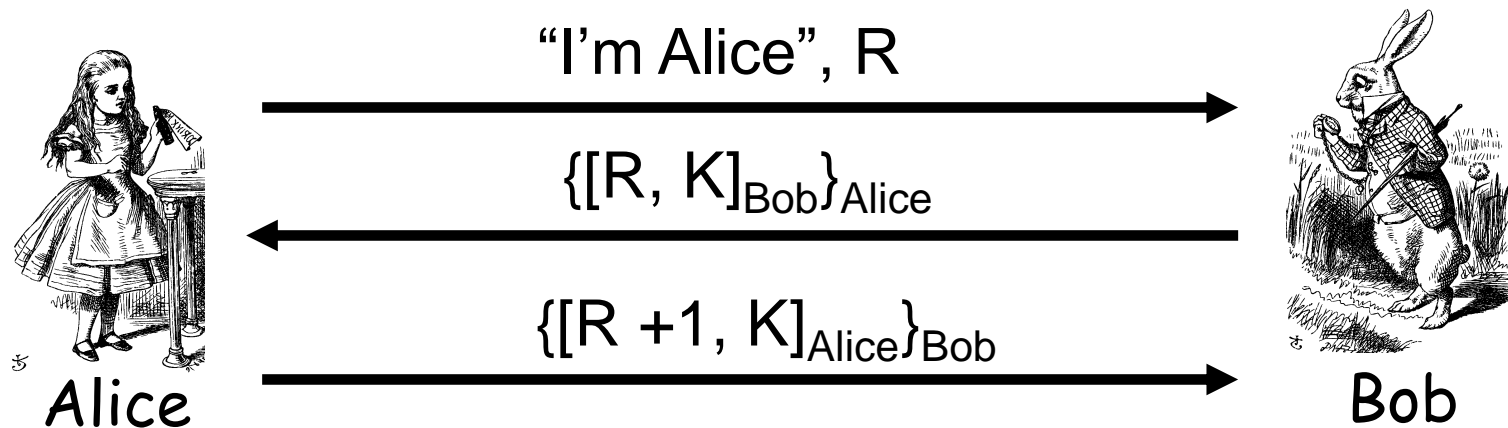 “I’m Alice”, R
{[R, K]Bob}Alice
{[R +1, K]Alice}Bob
Alice
Bob